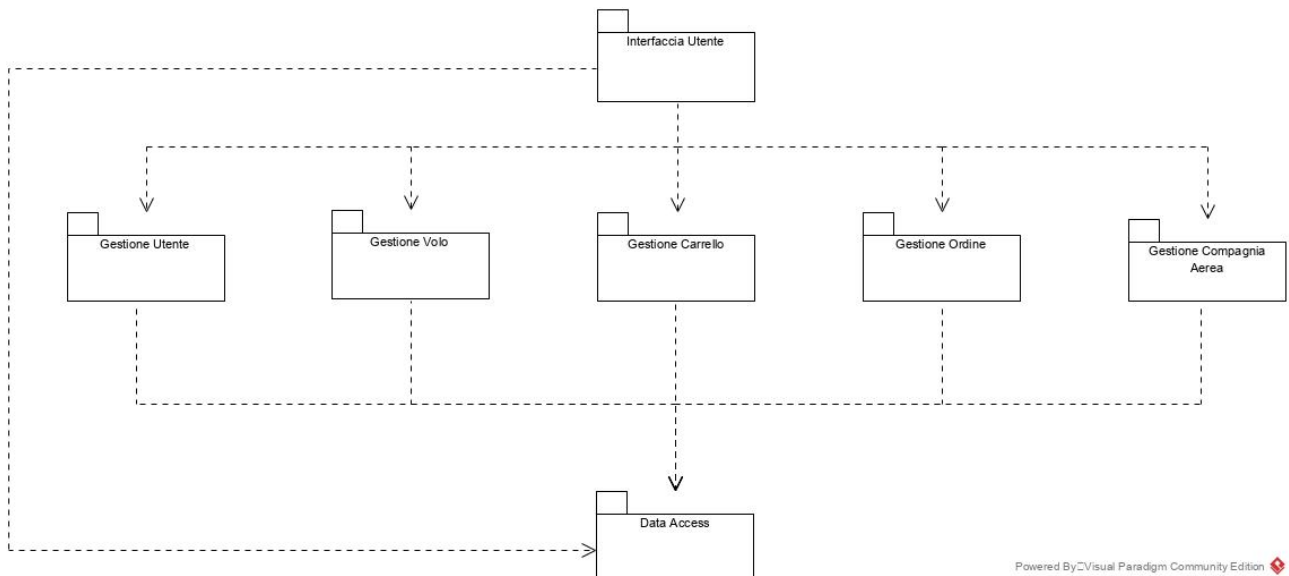 Interfaccia Utente
Gestione Utente
Gestione Volo
Gestione Carrello
Gestione Ordine
Gestione Compagnia
Aerea
Data Access
Powered By Visual Paradigm Community Edition